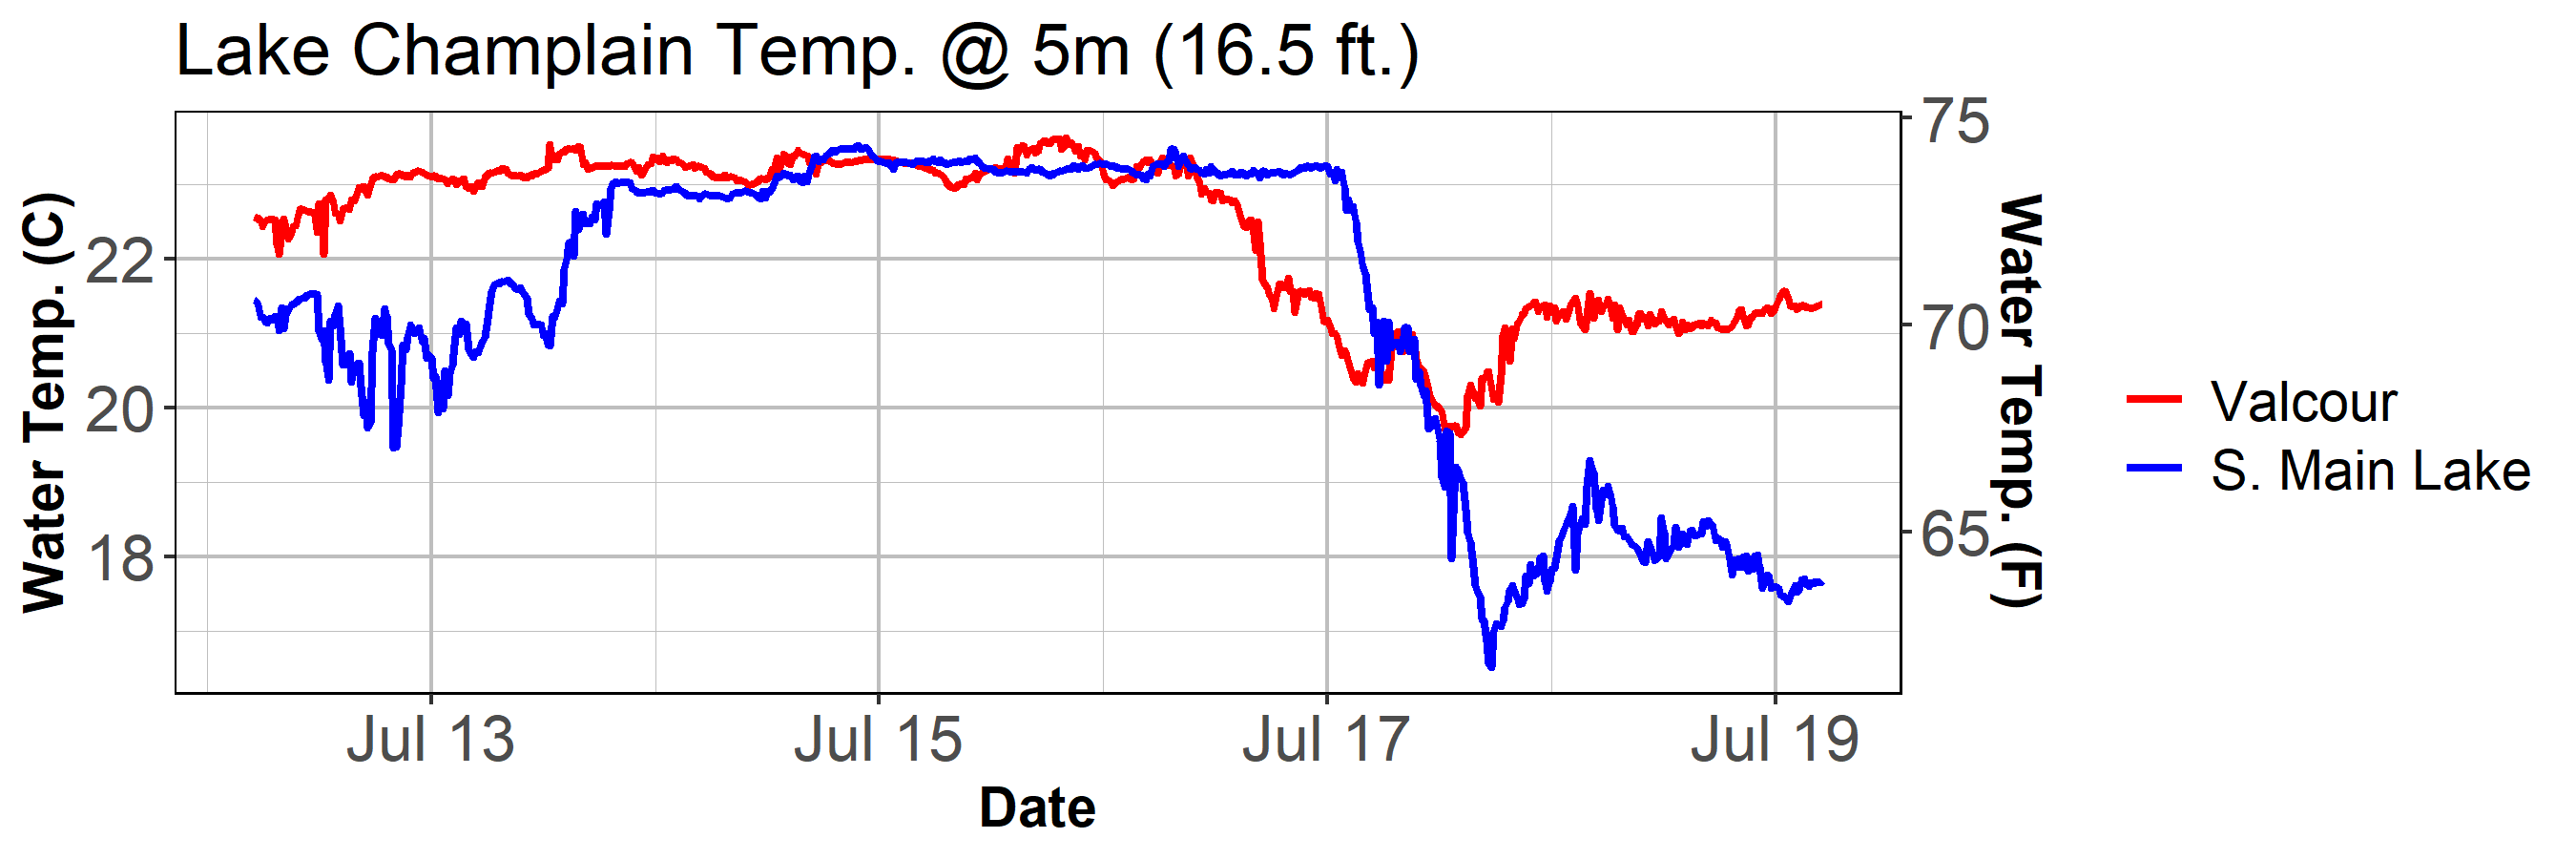 Lake Champlain Temp. @ 5m (16.5 ft.)
Water Temp. (C)
22
20
18
75
70
65
Water Temp. (F)
Jul 13
Jul 15
Jul 17
Jul 19
Date
Valcour
S. Main Lake